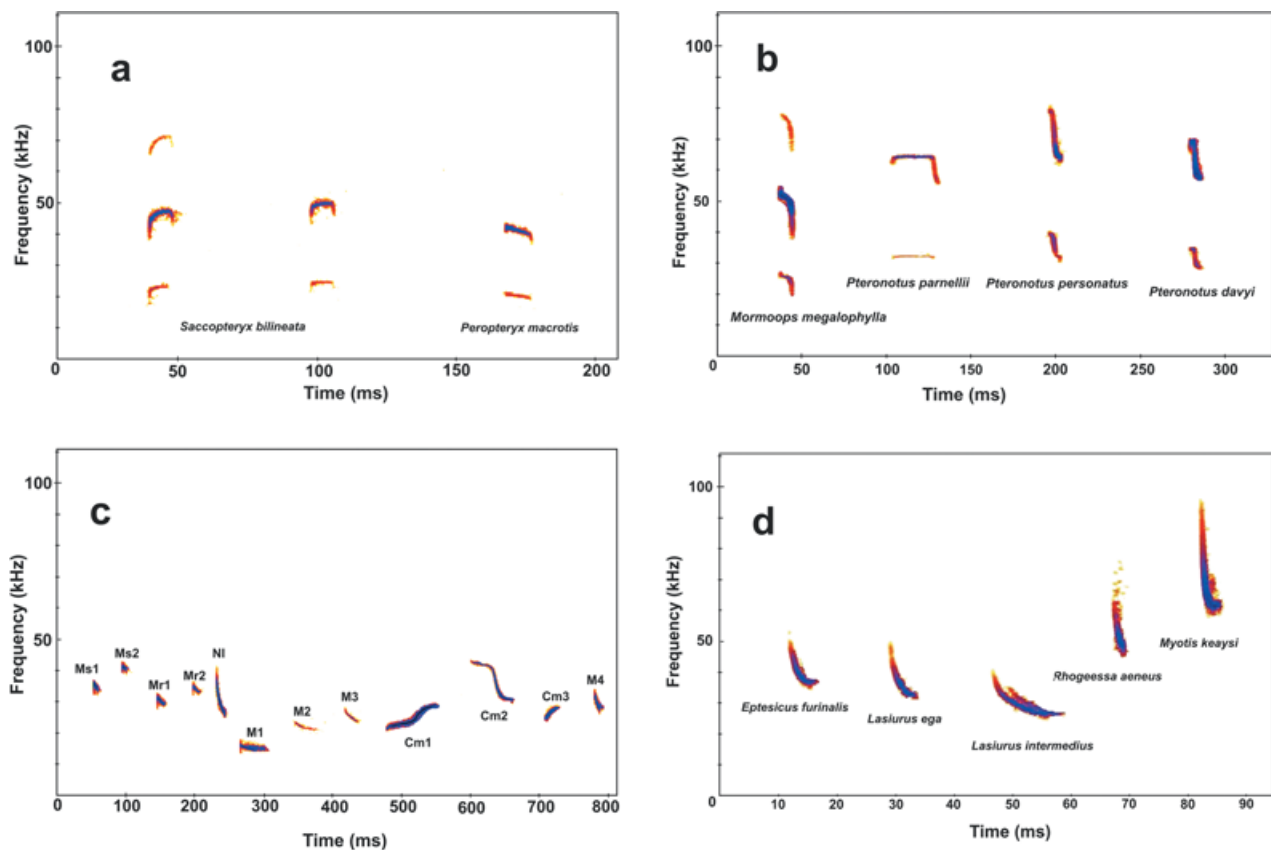 a
Frequency (kHz)
100
50
0
50
100
150
200
Saccopteryx bilineata
Peropteryx macrotis
Time (ms)
b
Frequency (kHz)
100
50
0
50
100
150
200
250
300
Mormoops megalophylla
Pteronotus parnellii
Pteronotus personatus
Pteronotus davyi
Time (ms)
c
Frequency (kHz)
100
50
0
100
200
300
400
500
600
700
800
Ms1
Ms2
Mr1
Mr2
Nl
M1
M2
M3
Cm1
Cm2
Cm3
M4
Time (ms)
d
Frequency (kHz)
100
50
0
10
20
30
40
50
60
70
80
90
Eptesicus furinalis
Lasiurus ega
Lasiurus intermedius
Rhogeessa aeneus
Myotis keaysi
Time (ms)